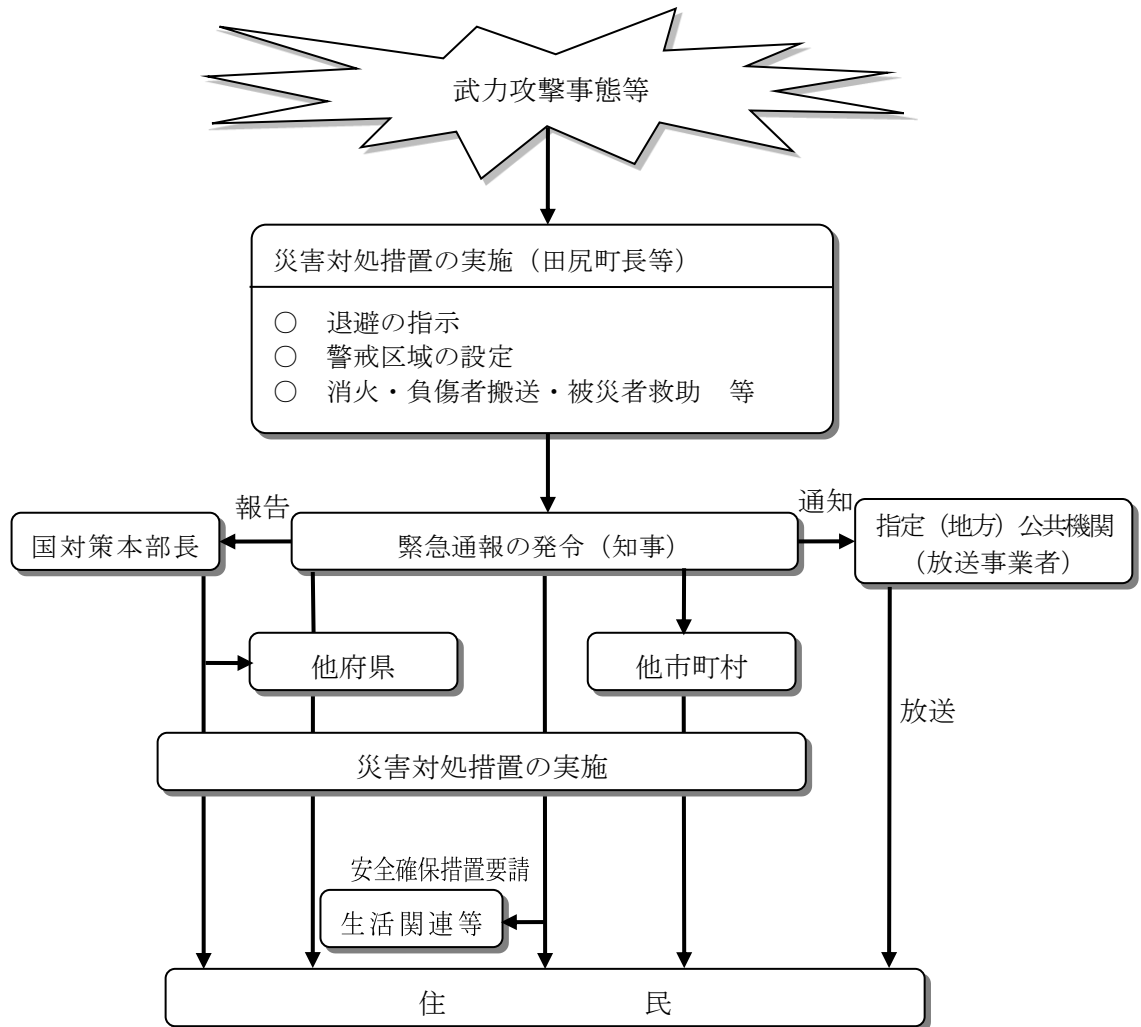 武力攻撃事態等
災害対処措置の実施（田尻町長等）
○　退避の指示
○　警戒区域の設定
○　消火・負傷者搬送・被災者救助　等
報告
通知
国対策本部長
緊急通報の発令（知事）
指定（地方）公共機関
（放送事業者）
他府県
他市町村
放送
災害対処措置の実施
安全確保措置要請
生活関連等
住　　　　民